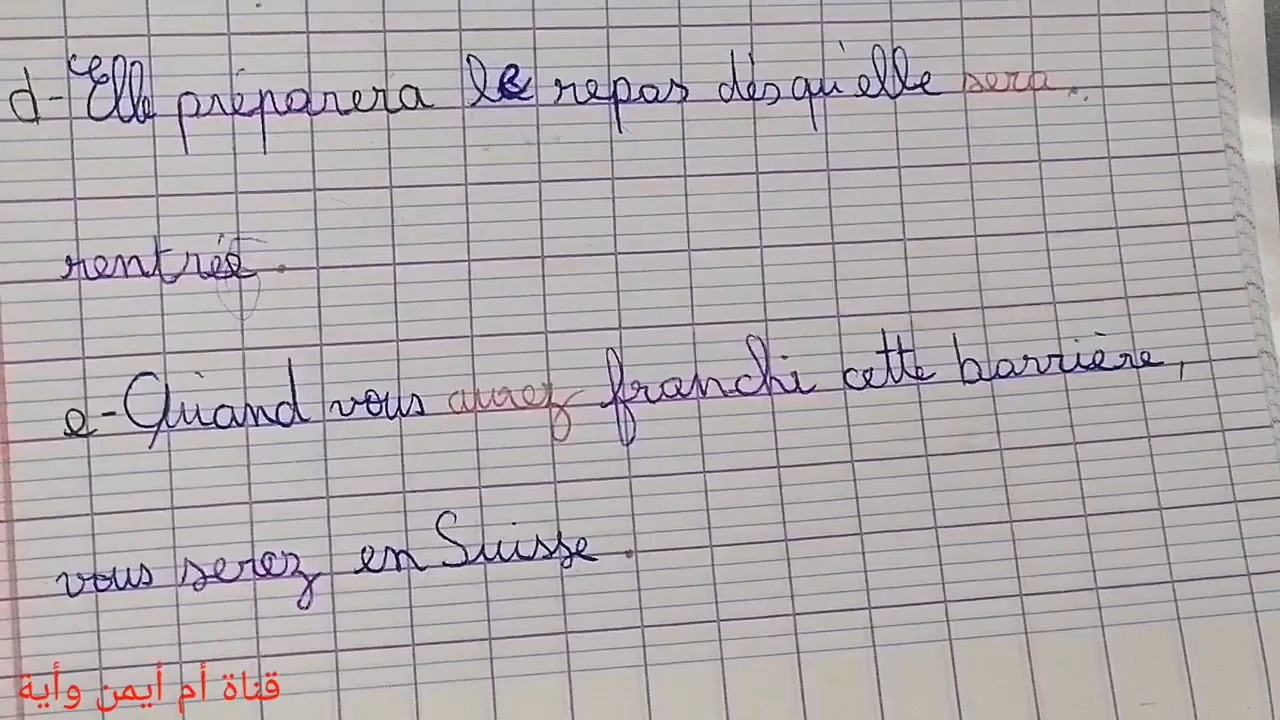 d- Elle préparera le repas dès qu'elle sera..
rentrée.
e- Quand vous aurez franchi cette barrière,
vous serez en Suisse.
قناة أم أيمن وأية